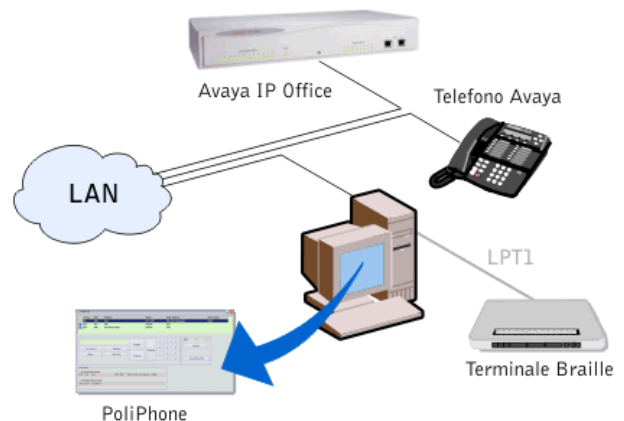 Avaya IP Office
Telefono Avaya
LAN
LPT1
Terminale Braille
PoliPhone